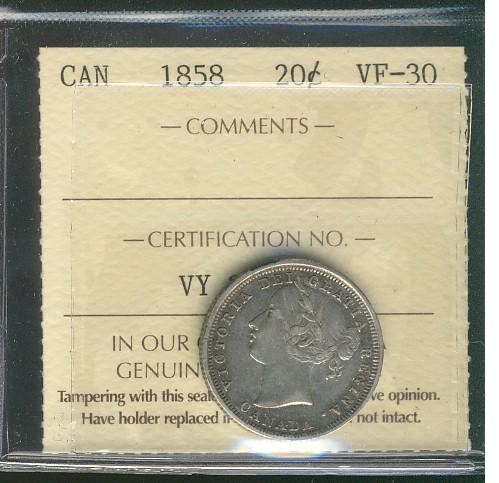 CAN 1858 20¢ VF-30
— COMMENTS —
— CERTIFICATION NO. —
VY
IN OUR
GENUIN
Tampering with this seal ve opinion.
Have holder replaced not intact.
VICTORIA DEI GRATIA REGINA.
CANADA